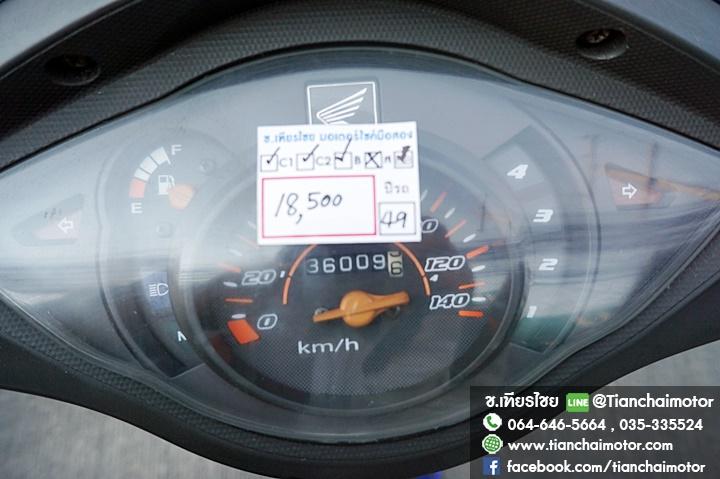 ช.เทียรไชย มอเตอร์ไซค์มือสอง
C1 C2 B
18,500
ปีรถ
49
F
E
4
3
2
1
N
36009 6
0
20
120
140
km/h
ช.เทียรไชย LINE @Tianchaimotor
064-646-5664 , 035-335524
www.tianchaimotor.com
f facebook.com/tianchaimotor